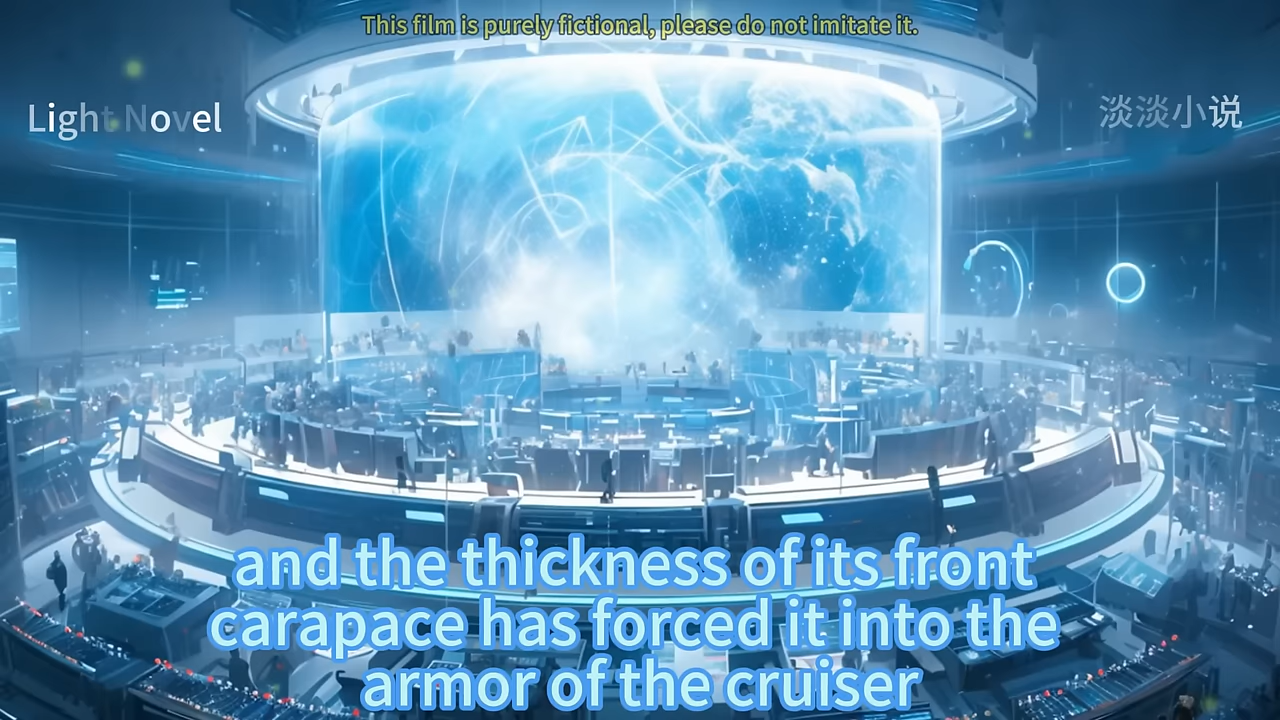 This film is purely fictional, please do not imitate it.
Light Novel
淡淡小说
and the thickness of its front
carapace has forced it into the
armor of the cruiser